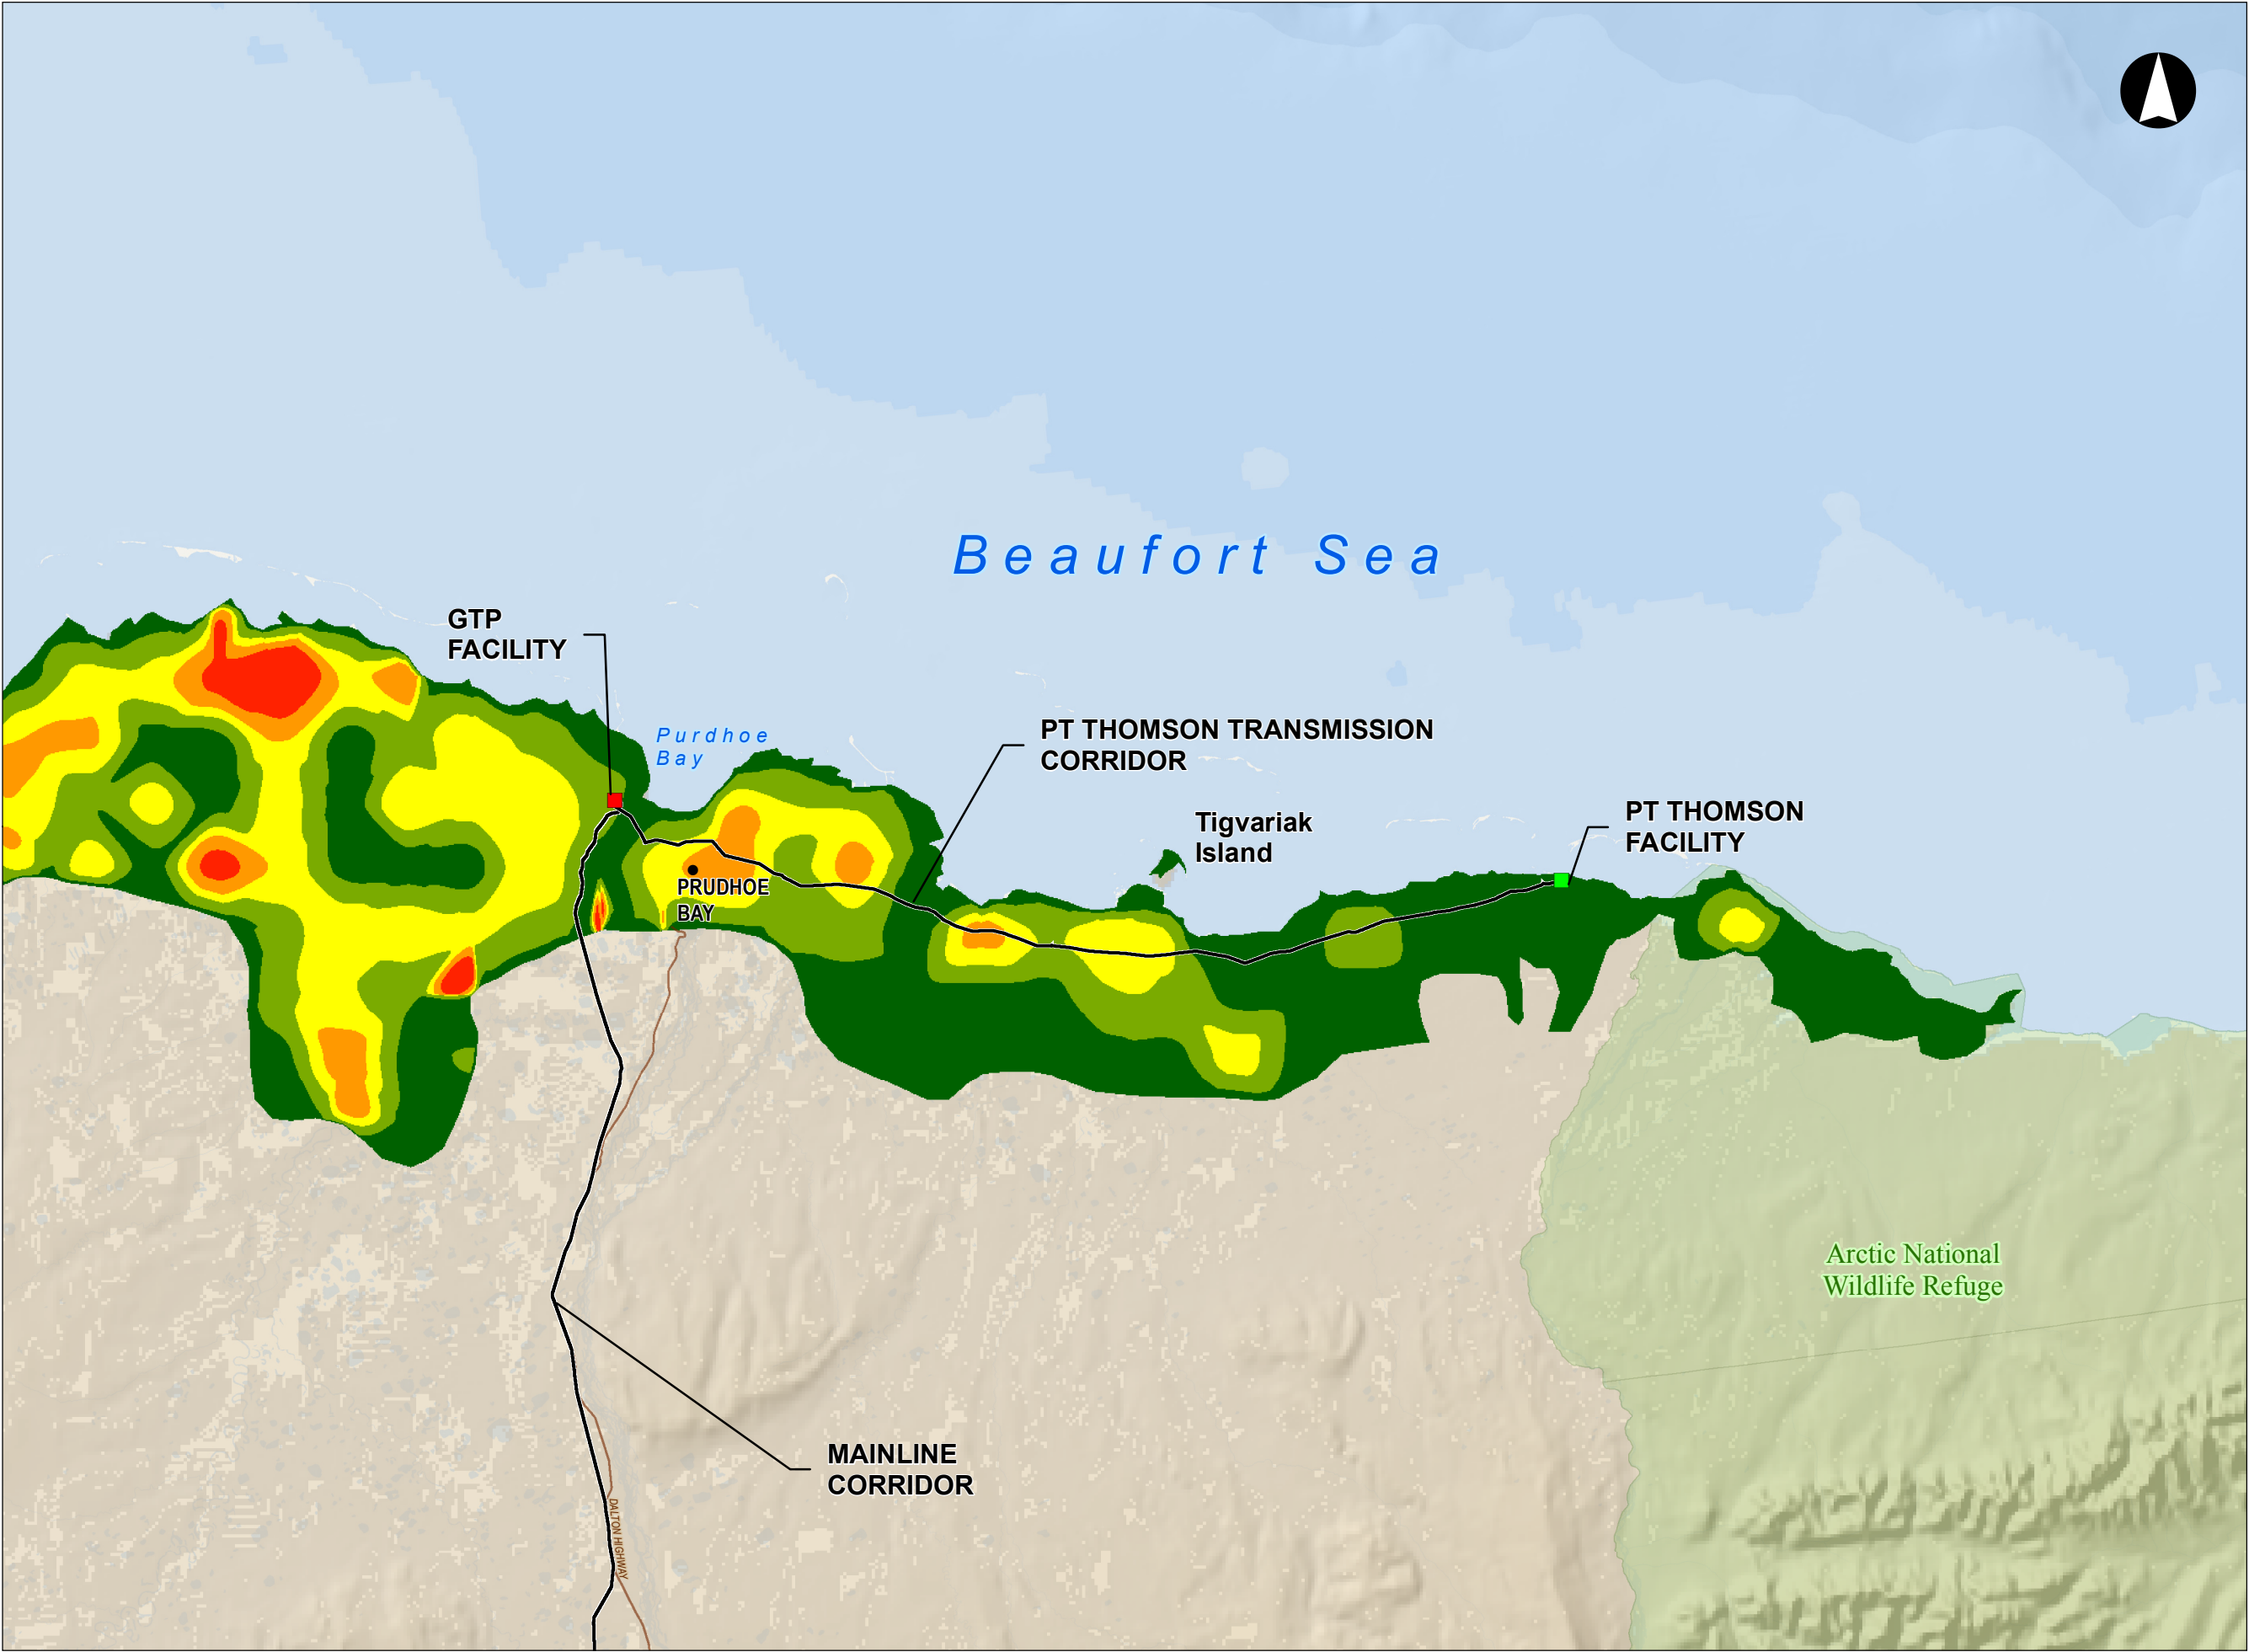 Beaufort Sea
GTP
FACILITY
Purdhoe
Bay
PT THOMSON TRANSMISSION
CORRIDOR
Tigvariak
Island
PT THOMSON
FACILITY
PRUDHOE
BAY
Arctic National
Wildlife Refuge
MAINLINE
CORRIDOR
DALTON HIGHWAY